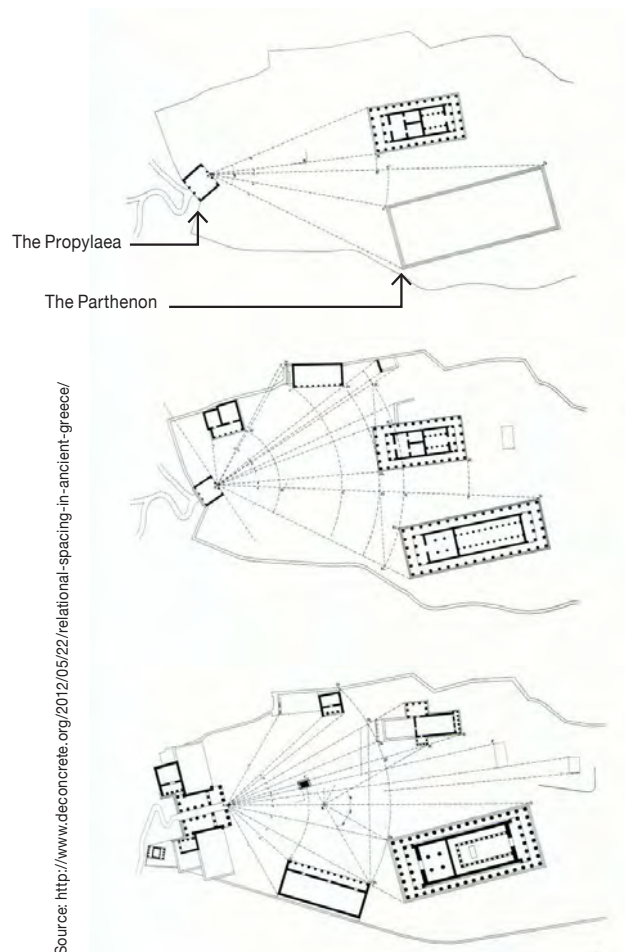 The Propylaea
The Parthenon
Source: http://www.deconcrete.org/2012/05/22/relational-spacing-in-ancient-greece/